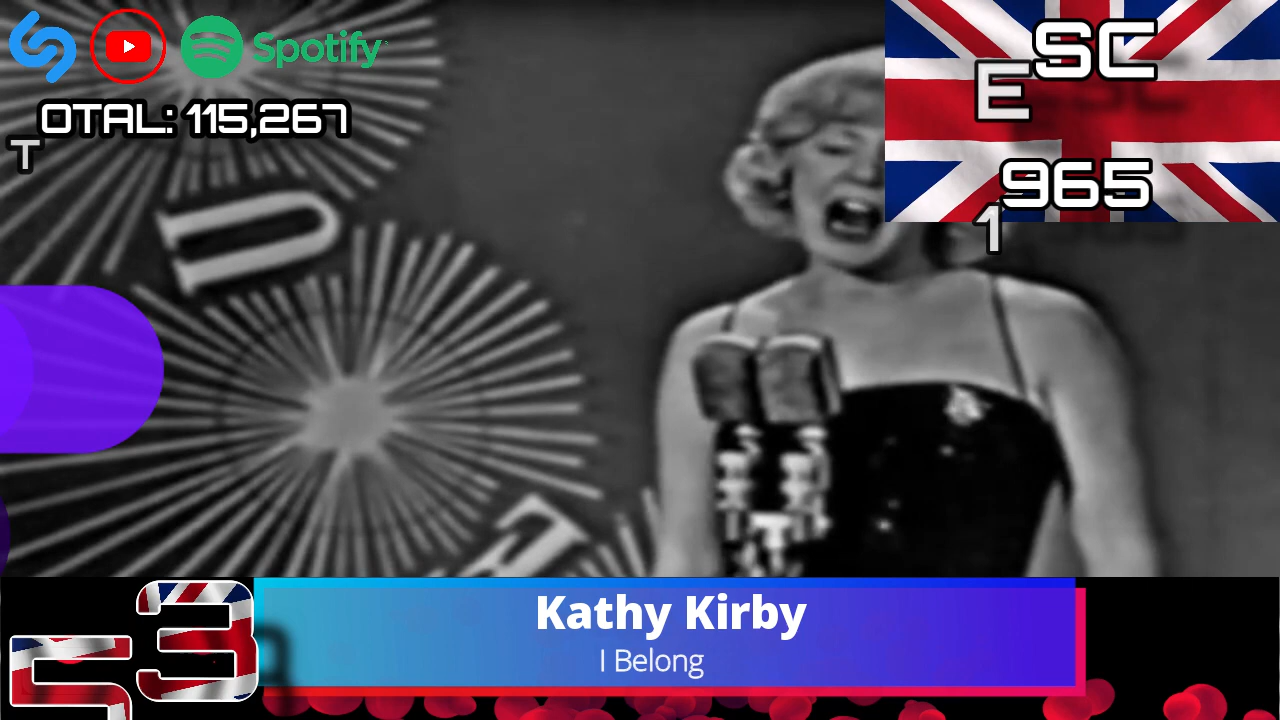 Spotify
TOTAL: 115,267
ESC
1965
U
Kathy Kirby
I Belong
53